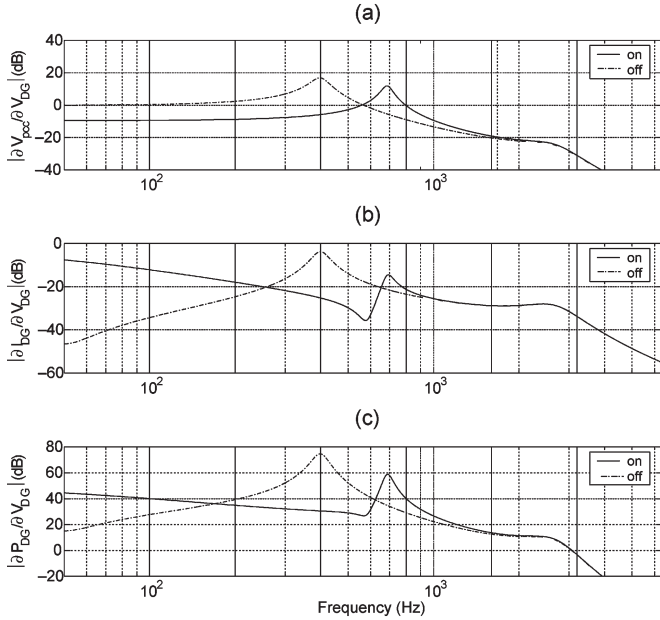 (a)
|∂V_pcc/∂V_DG| (dB)
40
20
0
−20
−40
10^2
10^3
on
off
(b)
|∂I_DG/∂V_DG| (dB)
0
−20
−40
−60
10^2
10^3
on
off
(c)
|∂P_DG/∂V_DG| (dB)
80
60
40
20
0
−20
10^2
10^3
on
off
Frequency (Hz)